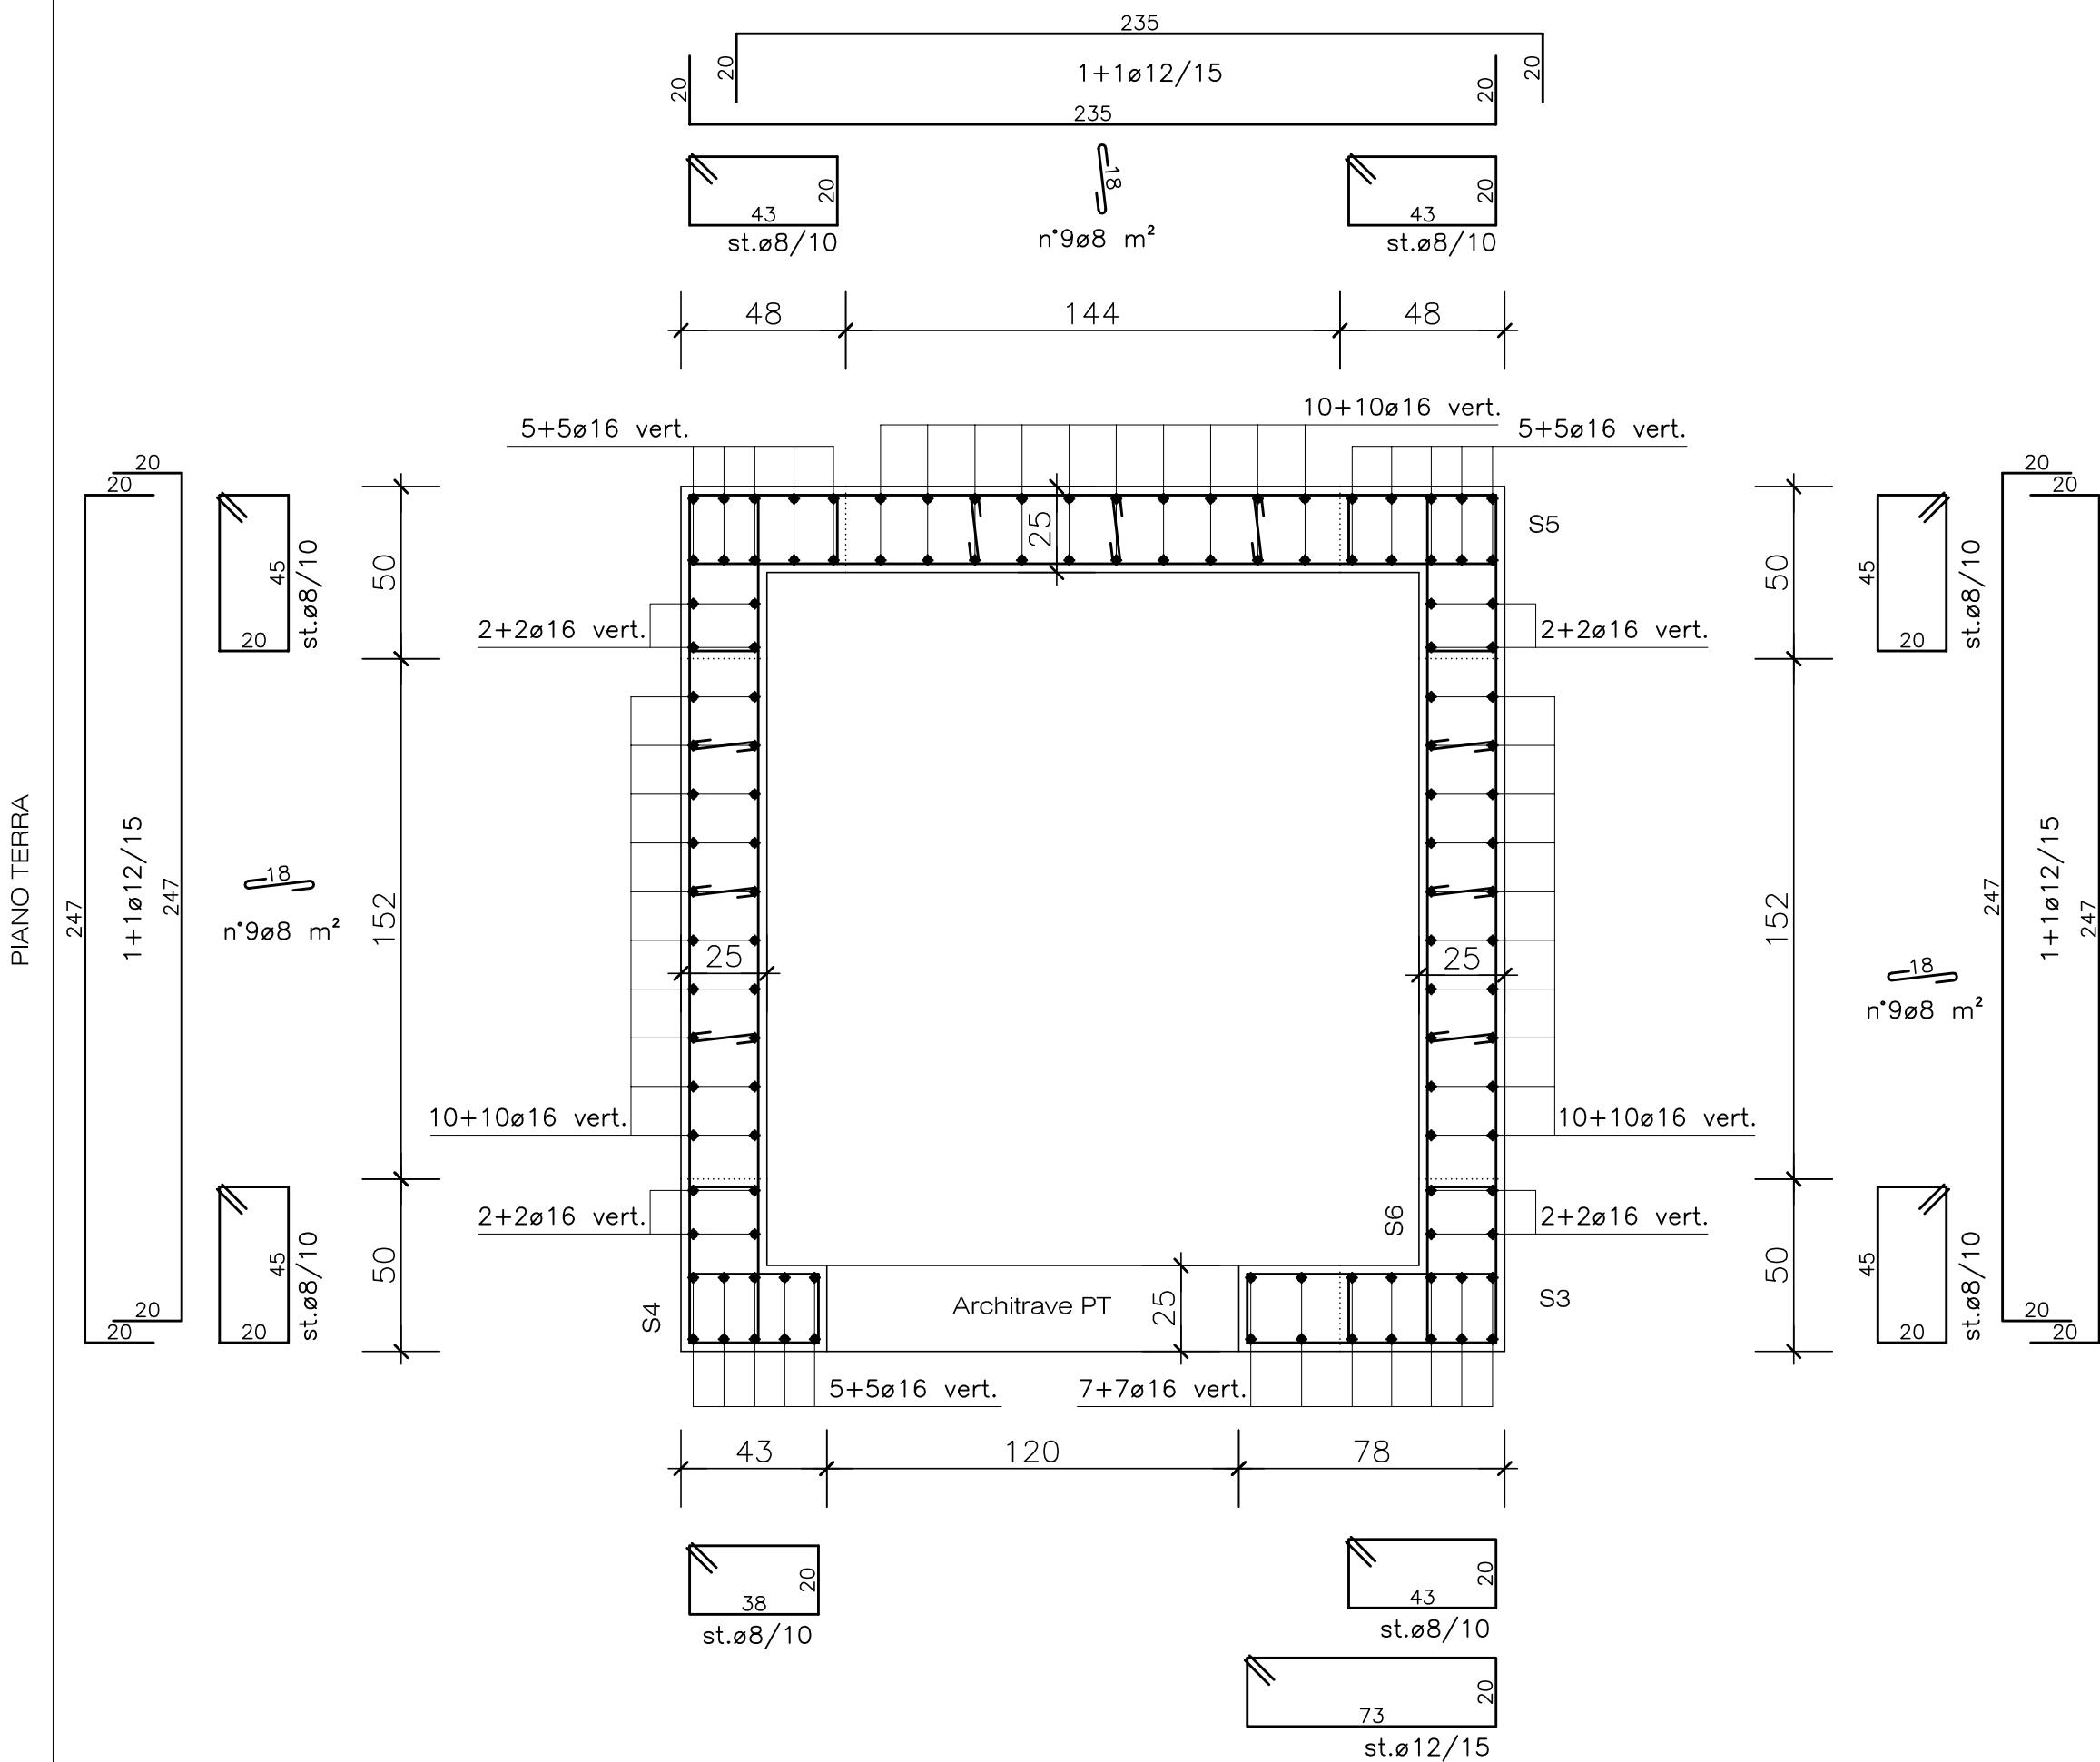 235
20
20
1+1ø12/15
20
20
235
43
20
st.ø8/10
18
n°9ø8 m²
43
20
st.ø8/10
48
144
48
5+5ø16 vert.
10+10ø16 vert.
5+5ø16 vert.
20
20
20
20
45
20
st.ø8/10
50
25
S5
50
45
20
st.ø8/10
2+2ø16 vert.
2+2ø16 vert.
PIANO TERRA
247
1+1ø12/15
247
18
n°9ø8 m²
152
25
25
152
18
n°9ø8 m²
247
1+1ø12/15
247
10+10ø16 vert.
10+10ø16 vert.
2+2ø16 vert.
S6
2+2ø16 vert.
20
20
45
20
st.ø8/10
50
S4
Architrave PT
25
S3
50
45
20
st.ø8/10
20
20
5+5ø16 vert.
7+7ø16 vert.
43
120
78
38
20
st.ø8/10
43
20
st.ø8/10
73
20
st.ø12/15